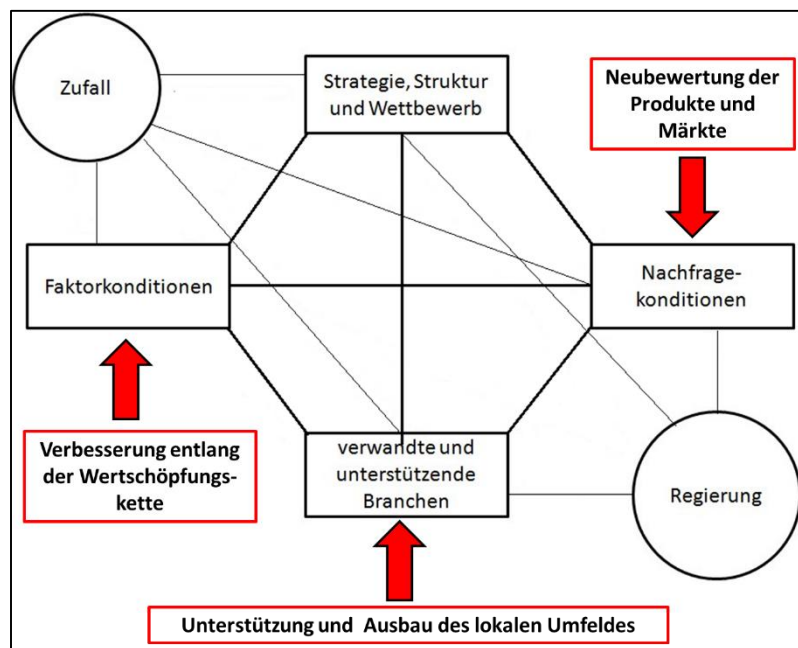 Zufall
Strategie, Struktur
und Wettbewerb
Neubewertung der
Produkte und
Märkte
Faktorkonditionen
Nachfrage-
konditionen
Verbesserung entlang
der Wertschöpfungs-
kette
verwandte und
unterstützende
Branchen
Regierung
Unterstützung und Ausbau des lokalen Umfeldes